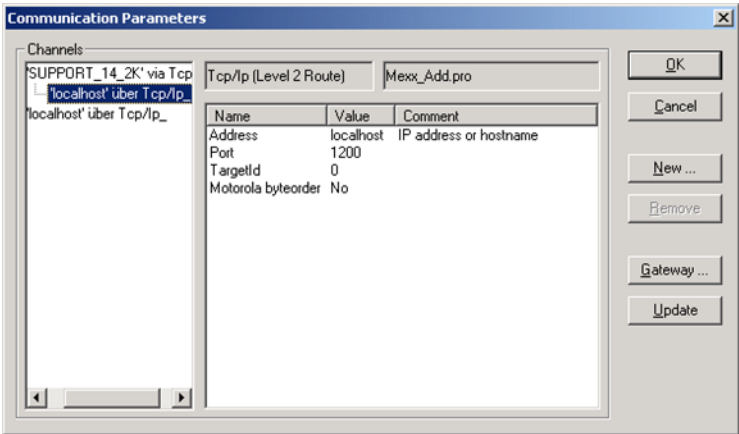 Communication Parameters
Channels
'SUPPORT_14_2K' via Tcp
'localhost' über Tcp/Ip_
'localhost' über Tcp/Ip_
Tcp/Ip (Level 2 Route)
Mexx_Add.pro
Name Value Comment
Address localhost IP address or hostname
Port 1200
TargetId 0
Motorola byteorder No
OK
Cancel
New ...
Remove
Gateway ...
Update